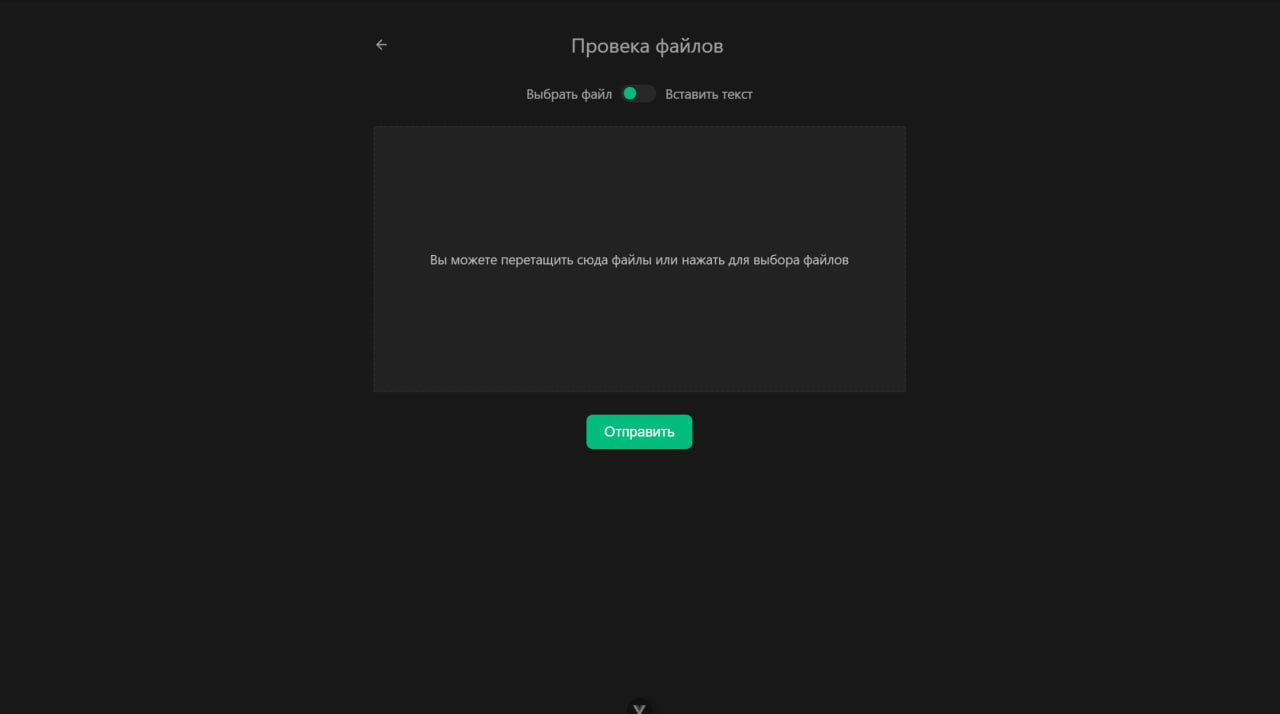 Провека файлов
Выбрать файл Вставить текст
Вы можете перетащить сюда файлы или нажать для выбора файлов
Отправить